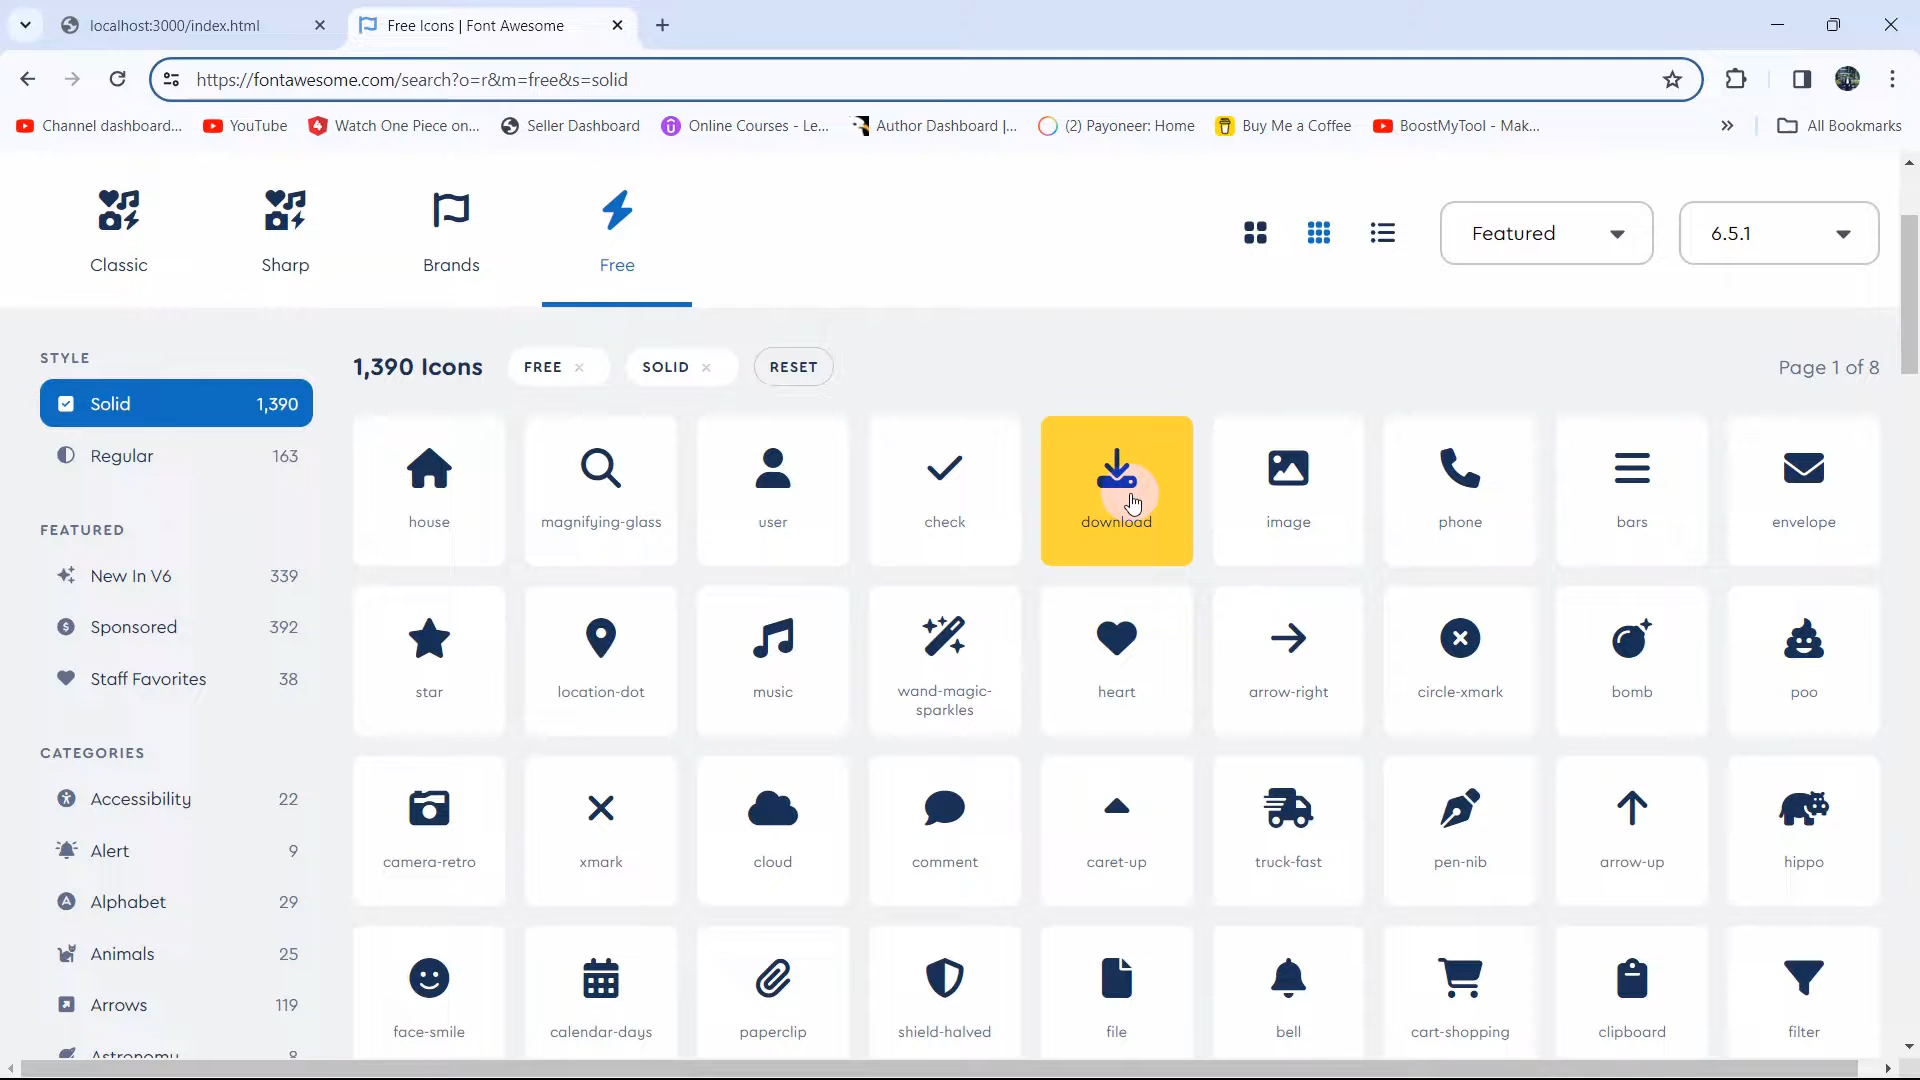 localhost:3000/index.html
Free Icons | Font Awesome
https://fontawesome.com/search?o=r&m=free&s=solid
Channel dashboard...
YouTube
Watch One Piece on...
Seller Dashboard
Online Courses - Le...
Author Dashboard |...
(2) Payoneer: Home
Buy Me a Coffee
BoostMyTool - Mak...
All Bookmarks
Classic
Sharp
Brands
Free
Featured
6.5.1
STYLE
Solid 1,390
Regular 163
FEATURED
New In V6 339
Sponsored 392
Staff Favorites 38
CATEGORIES
Accessibility 22
Alert 9
Alphabet 29
Animals 25
Arrows 119
Astronomy 8
1,390 Icons
FREE
SOLID
RESET
Page 1 of 8
house
magnifying-glass
user
check
download
image
phone
bars
envelope
star
location-dot
music
wand-magic-
sparkles
heart
arrow-right
circle-xmark
bomb
poo
camera-retro
xmark
cloud
comment
caret-up
truck-fast
pen-nib
arrow-up
hippo
face-smile
calendar-days
paperclip
shield-halved
file
bell
cart-shopping
clipboard
filter